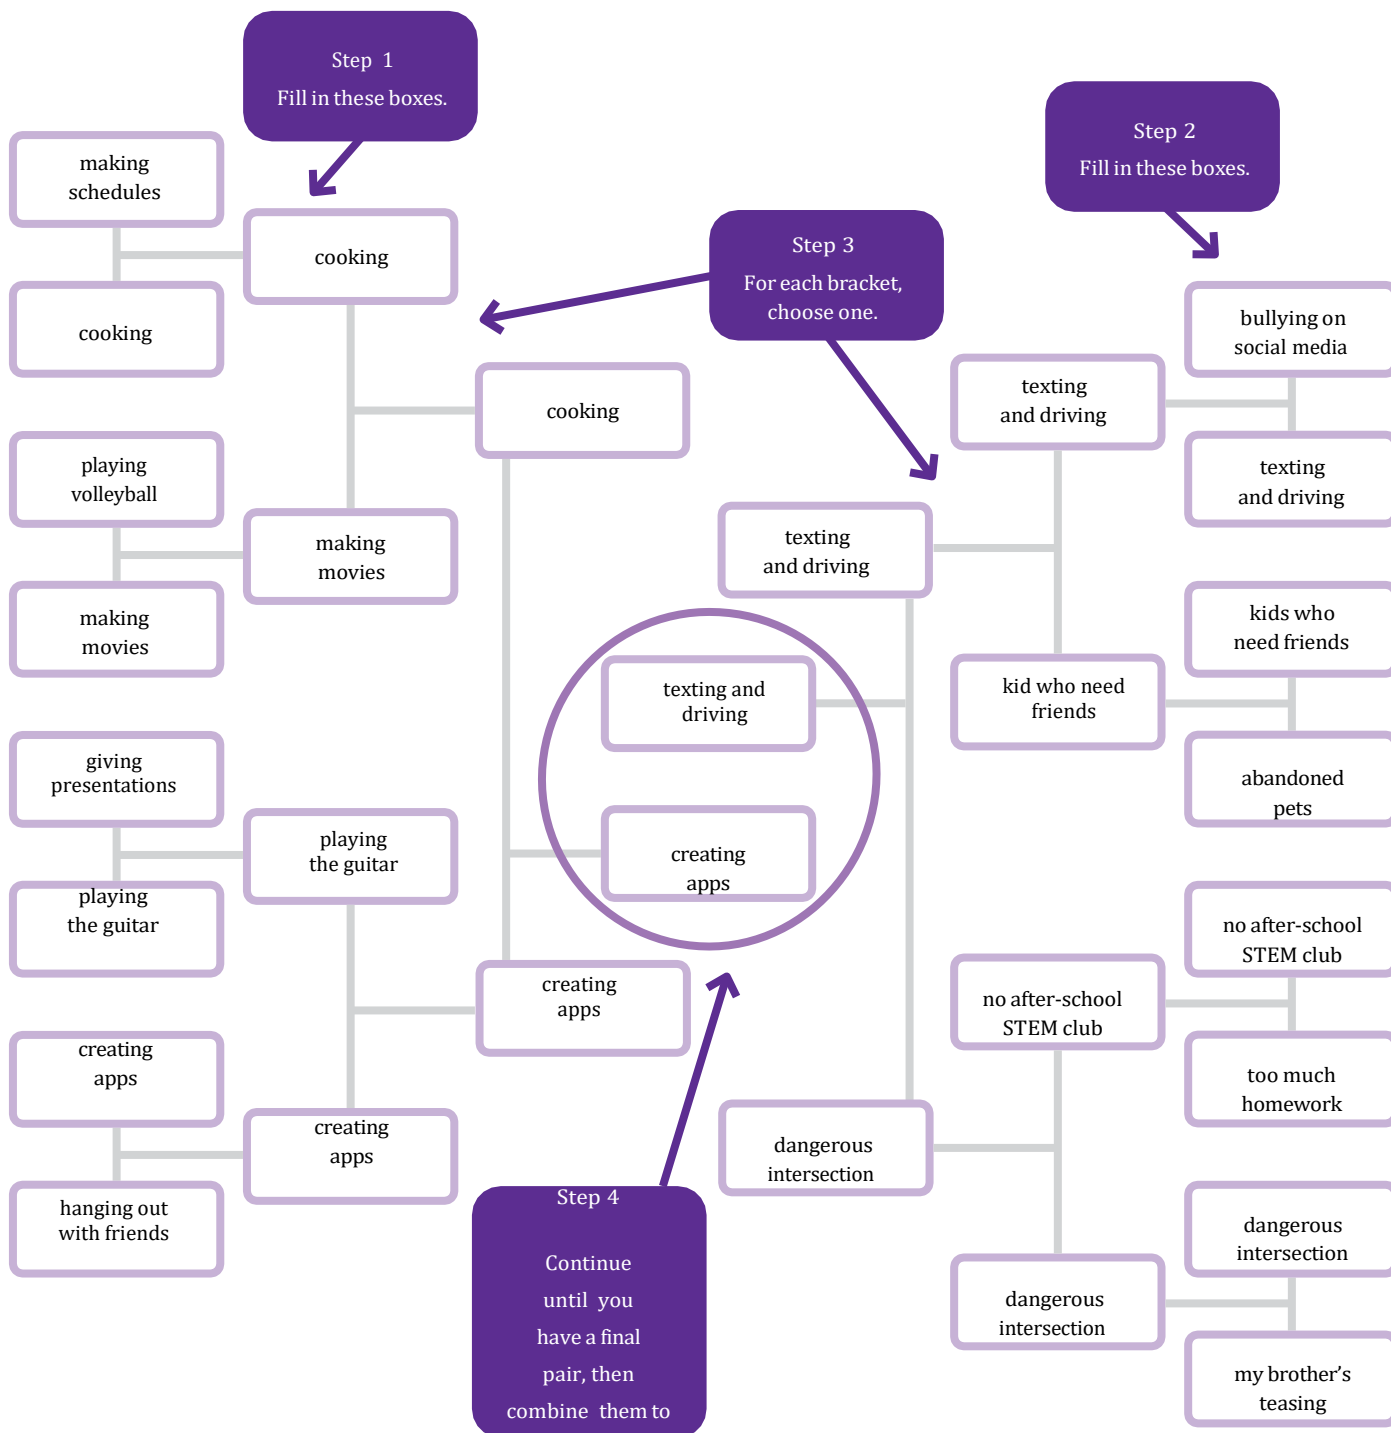 Step 1
Fill in these boxes.
Step 2
Fill in these boxes.
making
schedules
cooking
cooking
Step 3
For each bracket,
choose one.
bullying on
social media
texting
and driving
cooking
playing
volleyball
texting
and driving
making
movies
texting
and driving
making
movies
kids who
need friends
texting and
driving
kid who need
friends
giving
presentations
abandoned
pets
playing
the guitar
creating
apps
playing
the guitar
no after-school
STEM club
creating
apps
no after-school
STEM club
creating
apps
too much
homework
creating
apps
dangerous
intersection
hanging out
with friends
Step 4
Continue
until you
have a final
pair, then
combine them to
dangerous
intersection
dangerous
intersection
my brother's
teasing